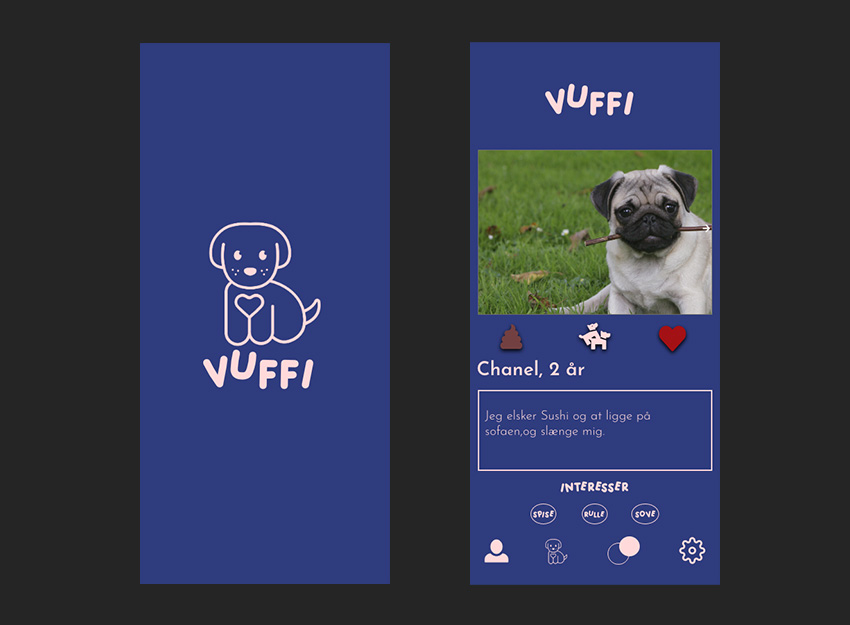 VUFFI
VUFFI
Chanel, 2 år
Jeg elsker Sushi og at ligge på
sofaen,og slænge mig.
INTERESSER
SPISE RULLE SOVE